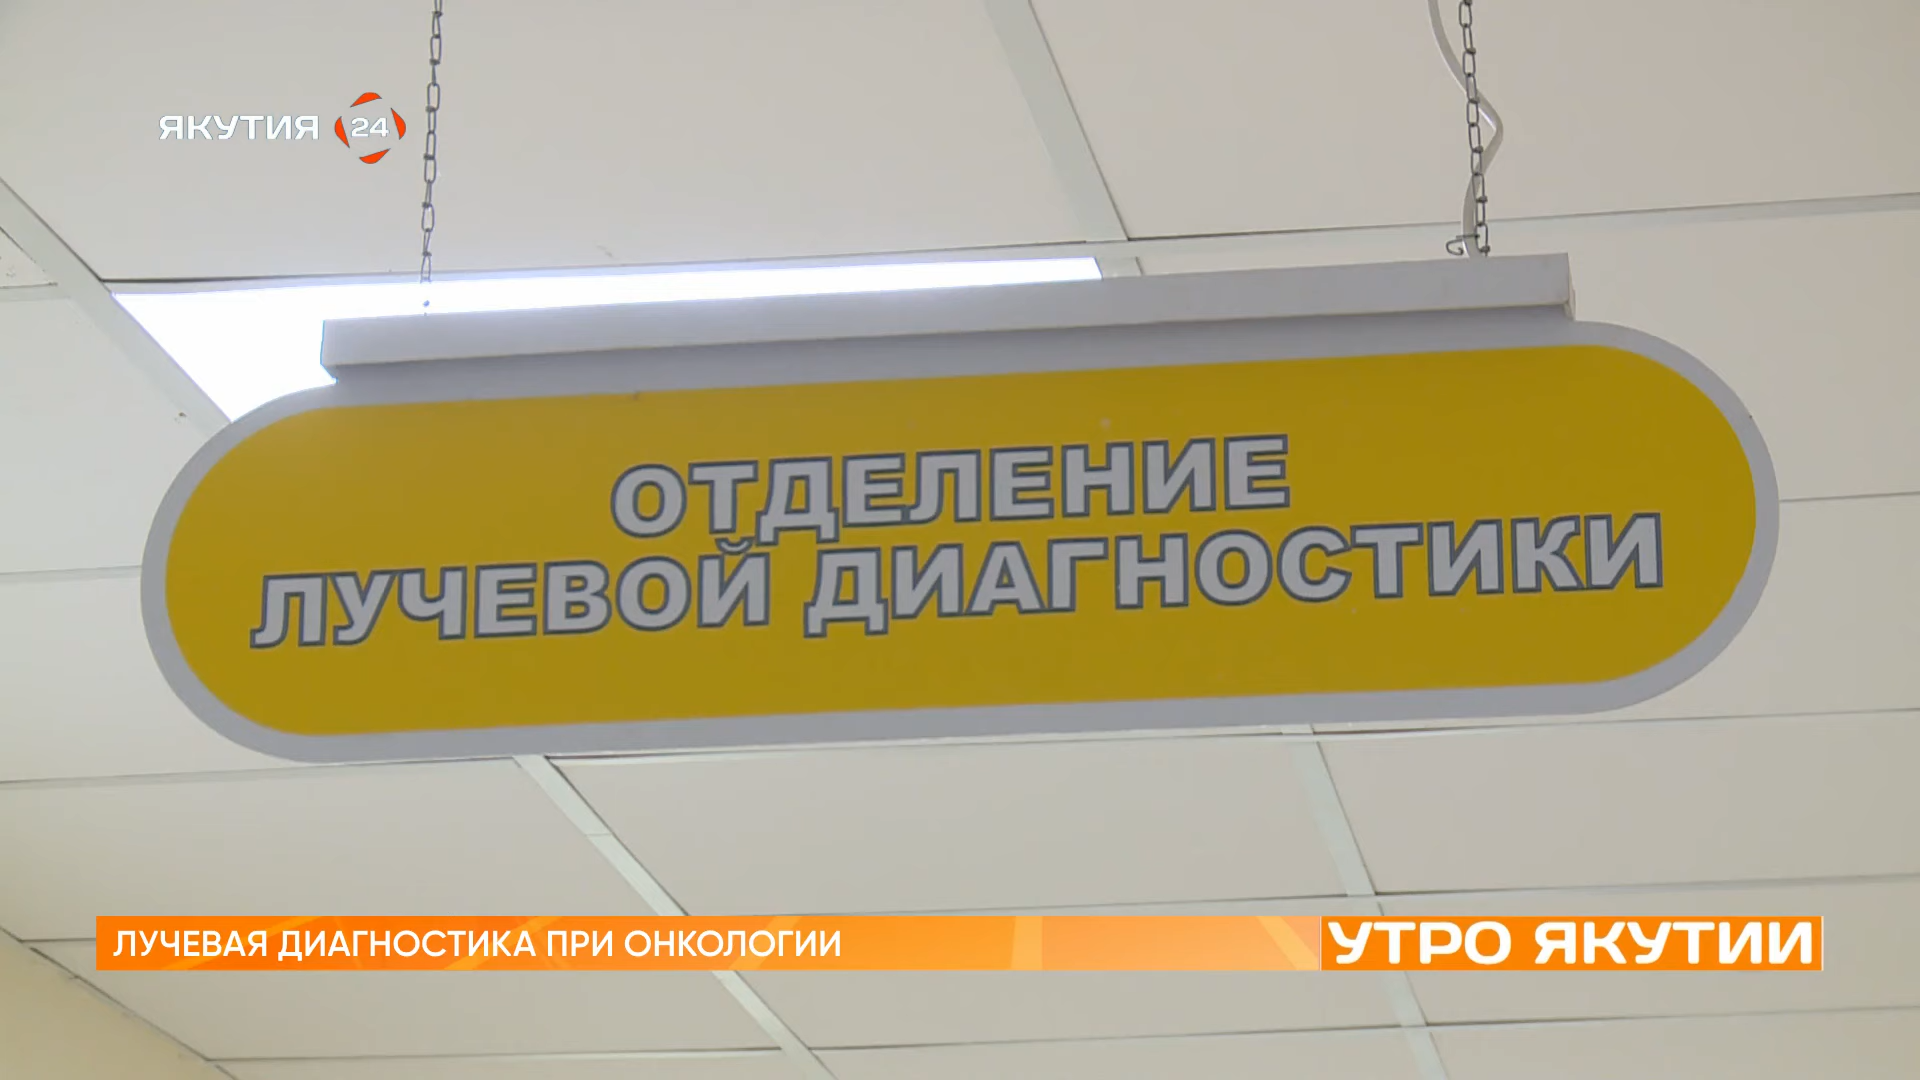 ЯКУТИЯ 24
ОТДЕЛЕНИЕ
ЛУЧЕВОЙ ДИАГНОСТИКИ
ЛУЧЕВАЯ ДИАГНОСТИКА ПРИ ОНКОЛОГИИ
УТРО ЯКУТИИ